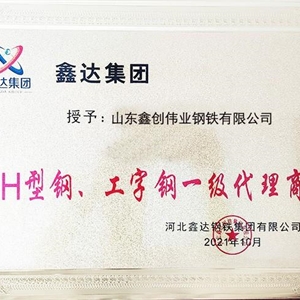 达集团
鑫达集团
授予：山东鑫创伟业钢铁有限公司
H型钢、工字钢一级代理商
河北鑫达钢铁集团有限公司
2021年10月